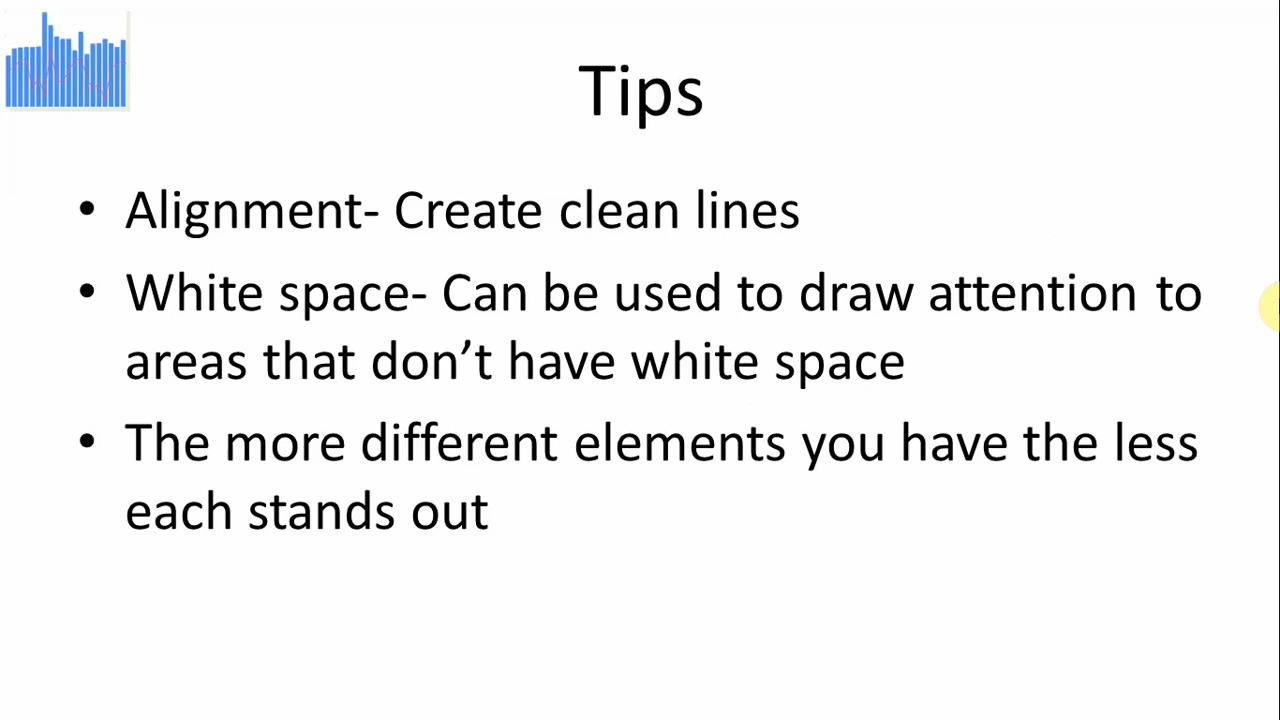 Tips
• Alignment- Create clean lines
• White space- Can be used to draw attention to
areas that don’t have white space
• The more different elements you have the less
each stands out